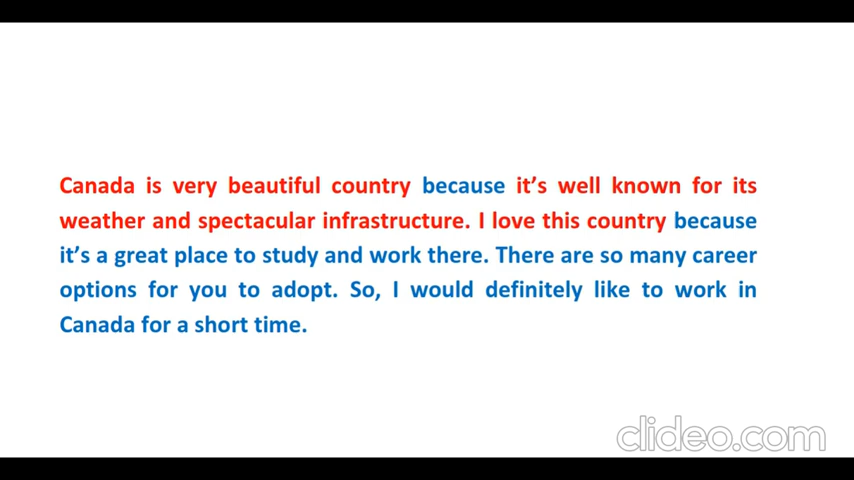 Canada is very beautiful country because it’s well known for its
weather and spectacular infrastructure. I love this country because
it’s a great place to study and work there. There are so many career
options for you to adopt. So, I would definitely like to work in
Canada for a short time.
clideo.com